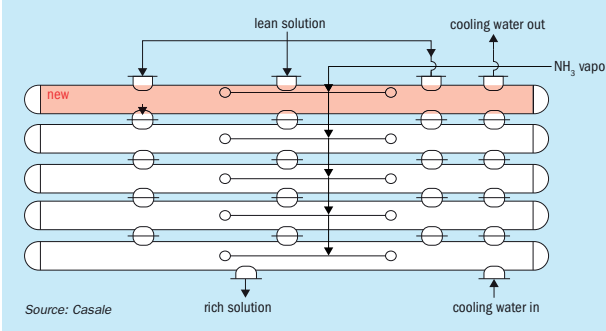 lean solution
cooling water out
NH3 vapo
new
Source: Casale
rich solution
cooling water in